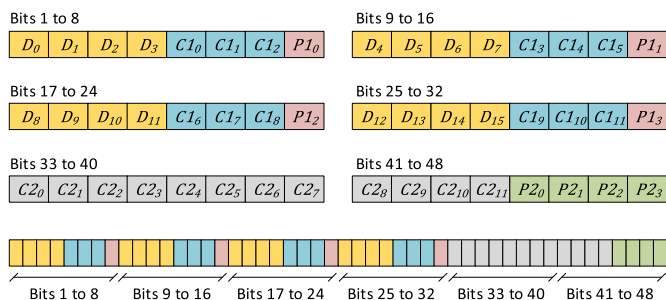 Bits 1 to 8
D₀ D₁ D₂ D₃ C1₀ C1₁ C1₂ P1₀
Bits 9 to 16
D₄ D₅ D₆ D₇ C1₃ C1₄ C1₅ P1₁
Bits 17 to 24
D₈ D₉ D₁₀ D₁₁ C1₆ C1₇ C1₈ P1₂
Bits 25 to 32
D₁₂ D₁₃ D₁₄ D₁₅ C1₉ C1₁₀ C1₁₁ P1₃
Bits 33 to 40
C2₀ C2₁ C2₂ C2₃ C2₄ C2₅ C2₆ C2₇
Bits 41 to 48
C2₈ C2₉ C2₁₀ C2₁₁ P2₀ P2₁ P2₂ P2₃
Bits 1 to 8 Bits 9 to 16 Bits 17 to 24 Bits 25 to 32 Bits 33 to 40 Bits 41 to 48